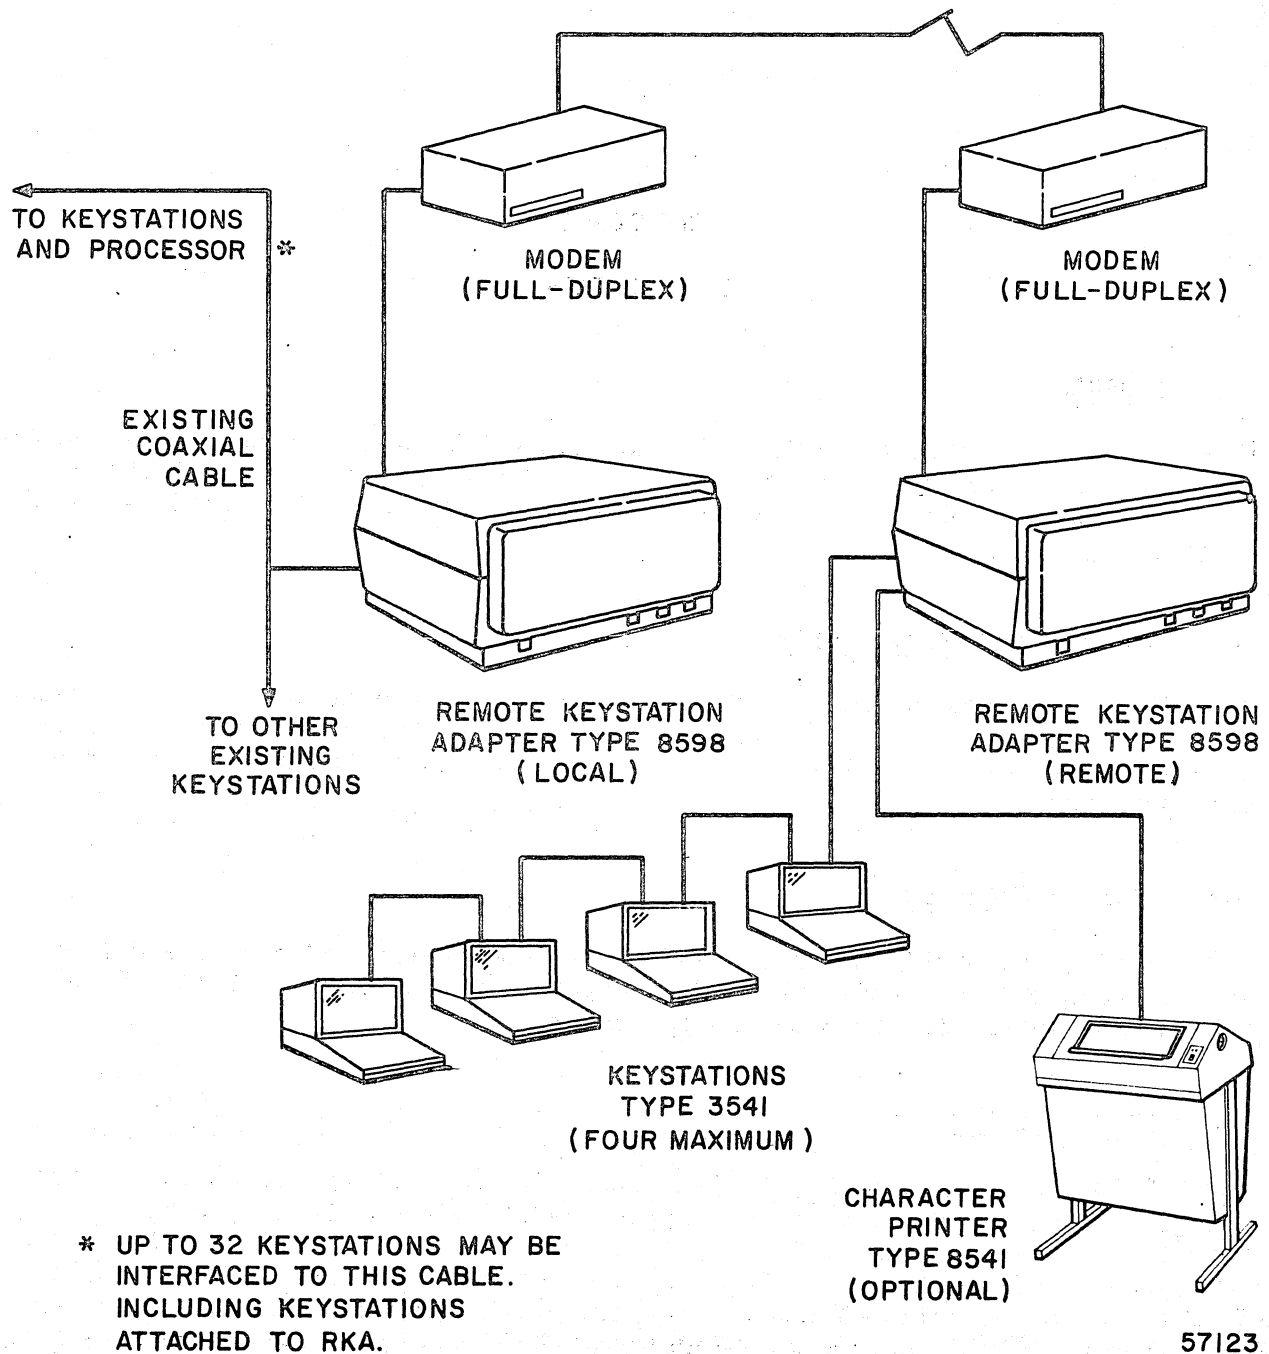 TO KEYSTATIONS
AND PROCESSOR *
MODEM
(FULL-DUPLEX)
MODEM
(FULL-DUPLEX)
EXISTING
COAXIAL
CABLE
TO OTHER
EXISTING
KEYSTATIONS
REMOTE KEYSTATION
ADAPTER TYPE 8598
(LOCAL)
REMOTE KEYSTATION
ADAPTER TYPE 8598
(REMOTE)
KEYSTATIONS
TYPE 3541
(FOUR MAXIMUM)
CHARACTER
PRINTER
TYPE 8541
(OPTIONAL)
* UP TO 32 KEYSTATIONS MAY BE
INTERFACED TO THIS CABLE.
INCLUDING KEYSTATIONS
ATTACHED TO RKA.
57123